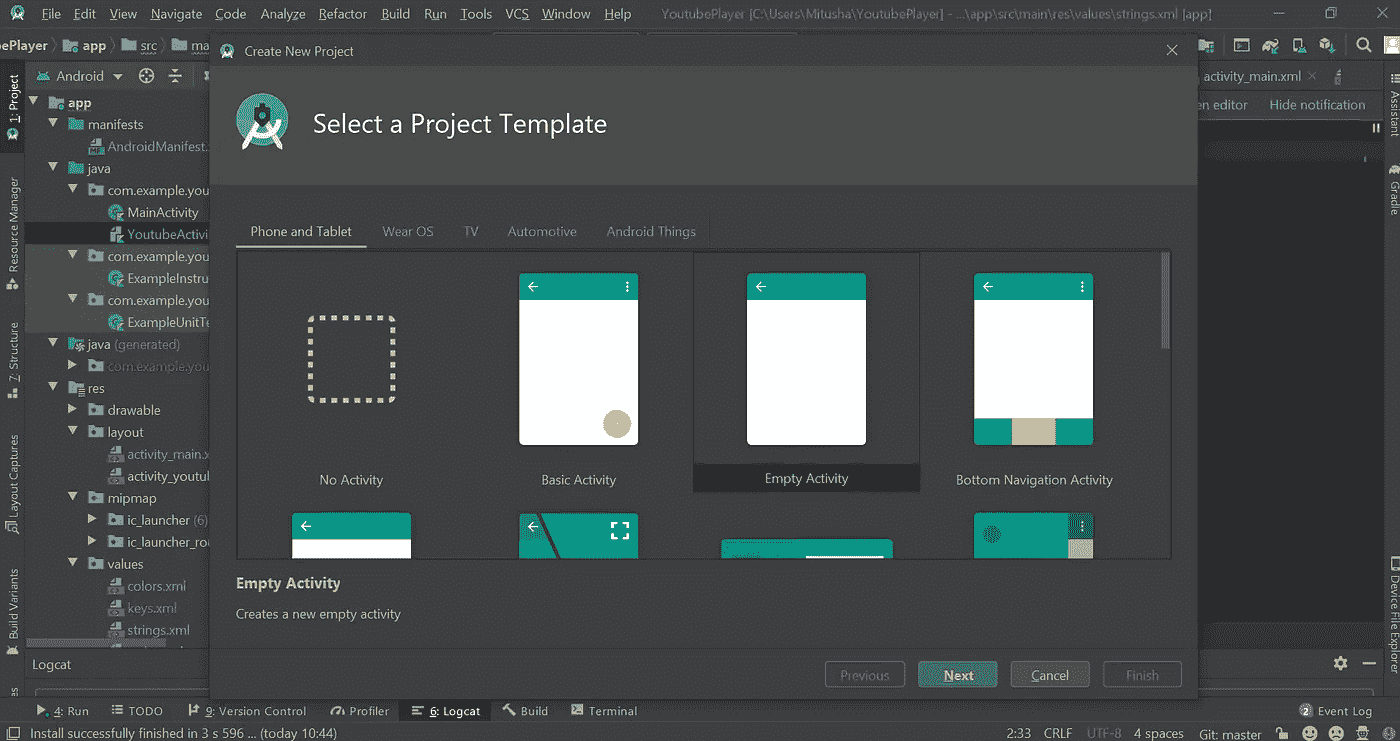 File Edit View Navigate Code Analyze Refactor Build Run Tools VCS Window Help YoutubePlayer [C:\Users\Mitusha\YoutubePlayer] - ...\app\src\main\res\values\strings.xml [app]
ePlayer app src ma
Create New Project
Android
1: Project
activity_main.xml
app
en editor Hide notification
Select a Project Template
manifests
AndroidManifest.
java
com.example.you
MainActivity
YoutubeActivi
com.example.you
ExampleInstru
com.example.you
ExampleUnitTe
java (generated)
com.example.you
res
drawable
layout
activity_main.x
activity_youtul
mipmap
ic_launcher (6)
ic_launcher_rou
values
colors.xml
keys.xml
strings.xml
Resource Manager
7: Structure
Layout Captures
Build Variants
Phone and Tablet Wear OS TV Automotive Android Things
No Activity Basic Activity Empty Activity Bottom Navigation Activity
Empty Activity
Creates a new empty activity
Previous Next Cancel Finish
Assistant
Gradle
Device File Explorer
Logcat
4: Run TODO 9: Version Control Profiler 6: Logcat Build Terminal 2 Event Log
Install successfully finished in 3 s 596 ... (today 10:44) 2:33 CRLF UTF-8 4 spaces Git: master